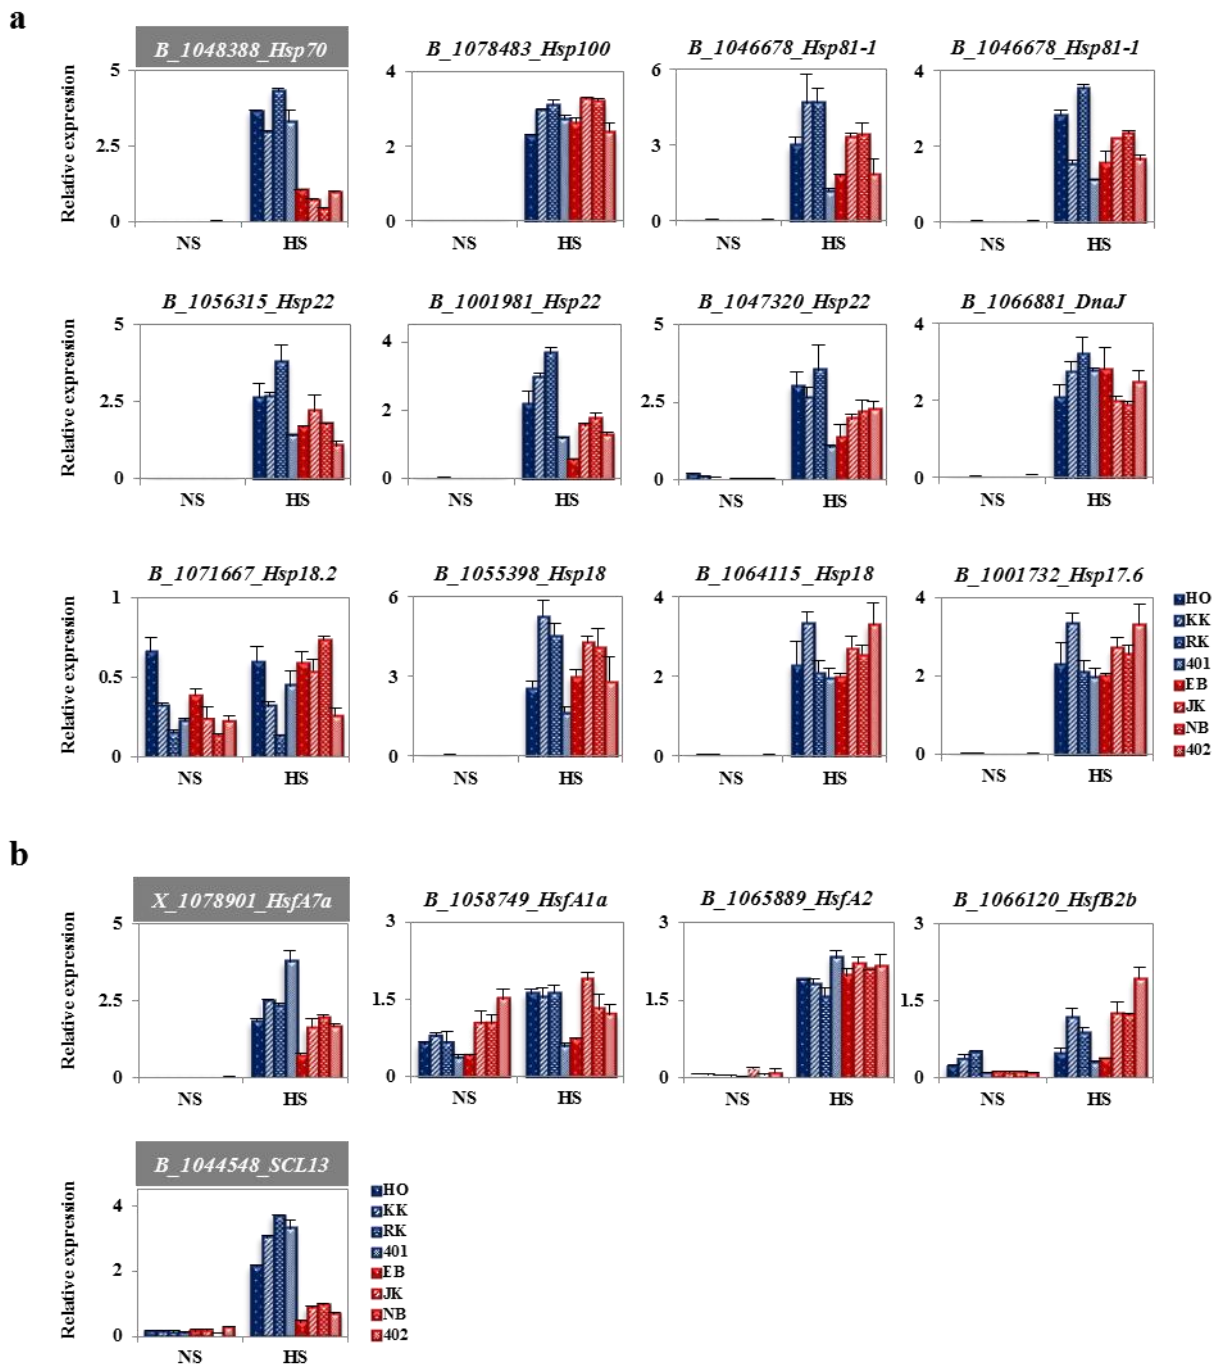 a
B_1048388_Hsp70
B_1078483_Hsp100
B_1046678_Hsp81-1
B_1046678_Hsp81-1
Relative expression
5
2.5
0
NS
HS
4
2
0
NS
HS
6
3
0
NS
HS
4
2
0
NS
HS
B_1056315_Hsp22
B_1001981_Hsp22
B_1047320_Hsp22
B_1066881_DnaJ
Relative expression
5
2.5
0
NS
HS
4
2
0
NS
HS
5
2.5
0
NS
HS
4
2
0
NS
HS
B_1071667_Hsp18.2
B_1055398_Hsp18
B_1064115_Hsp18
B_1001732_Hsp17.6
Relative expression
1
0.5
0
NS
HS
6
3
0
NS
HS
4
2
0
NS
HS
4
2
0
NS
HS
HO
KK
RK
401
EB
JK
NB
402
b
X_1078901_HsfA7a
B_1058749_HsfA1a
B_1065889_HsfA2
B_1066120_HsfB2b
Relative expression
5
2.5
0
NS
HS
3
1.5
0
NS
HS
3
1.5
0
NS
HS
3
1.5
0
NS
HS
B_1044548_SCL13
Relative expression
4
2
0
NS
HS
HO
KK
RK
401
EB
JK
NB
402